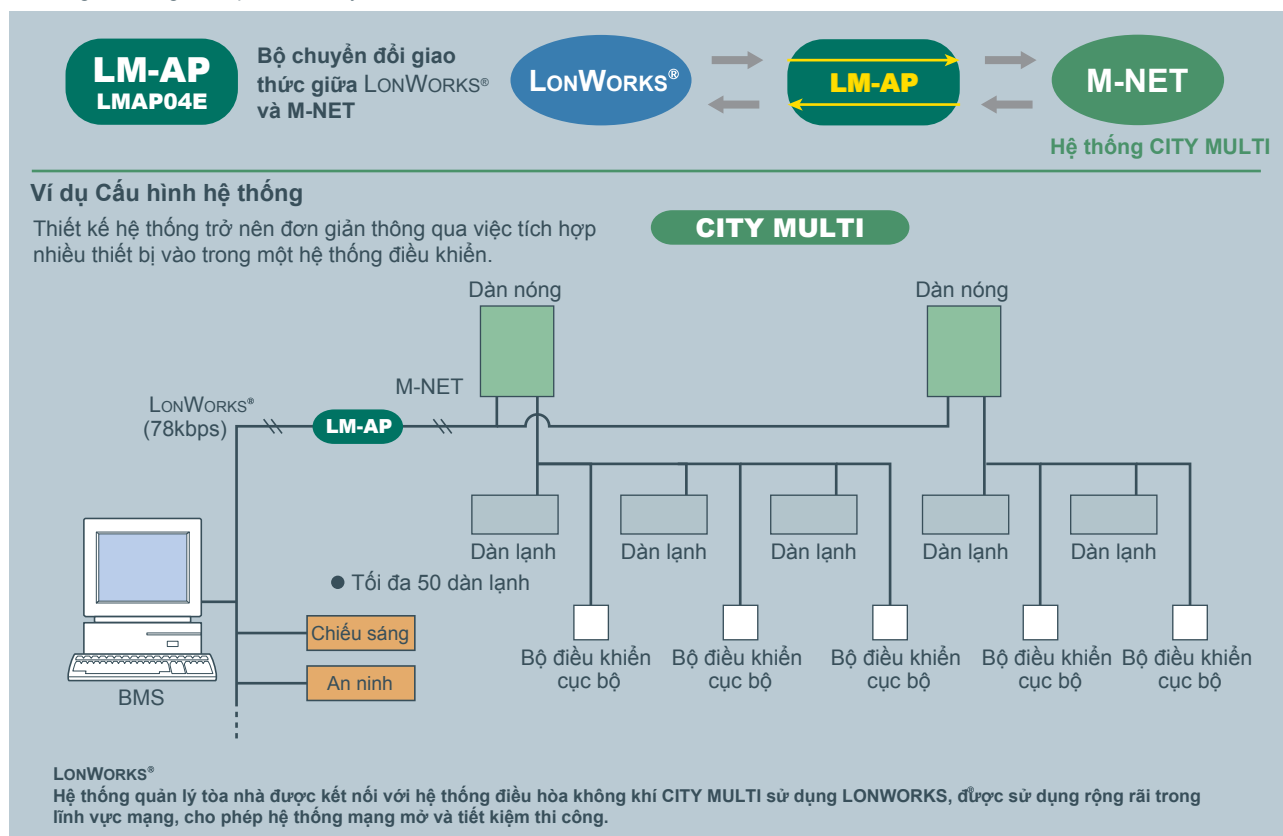 LM-AP
LMAP04E
Bộ chuyển đổi giao
thức giữa LONWORKS®
và M-NET
LONWORKS®
LM-AP
M-NET
Hệ thống CITY MULTI
Ví dụ Cấu hình hệ thống
Thiết kế hệ thống trở nên đơn giản thông qua việc tích hợp
nhiều thiết bị vào trong một hệ thống điều khiển.
CITY MULTI
Dàn nóng
Dàn nóng
M-NET
LONWORKS®
(78kbps)
LM-AP
Dàn lạnh
Dàn lạnh
Dàn lạnh
Dàn lạnh
Dàn lạnh
● Tối đa 50 dàn lạnh
Chiếu sáng
An ninh
BMS
Bộ điều khiển
cục bộ
Bộ điều khiển
cục bộ
Bộ điều khiển
cục bộ
Bộ điều khiển
cục bộ
Bộ điều khiển
cục bộ
LONWORKS®
Hệ thống quản lý tòa nhà được kết nối với hệ thống điều hòa không khí CITY MULTI sử dụng LONWORKS, được® sử dụng rộng rãi trong
lĩnh vực mạng, cho phép hệ thống mạng mở và tiết kiệm thi công.